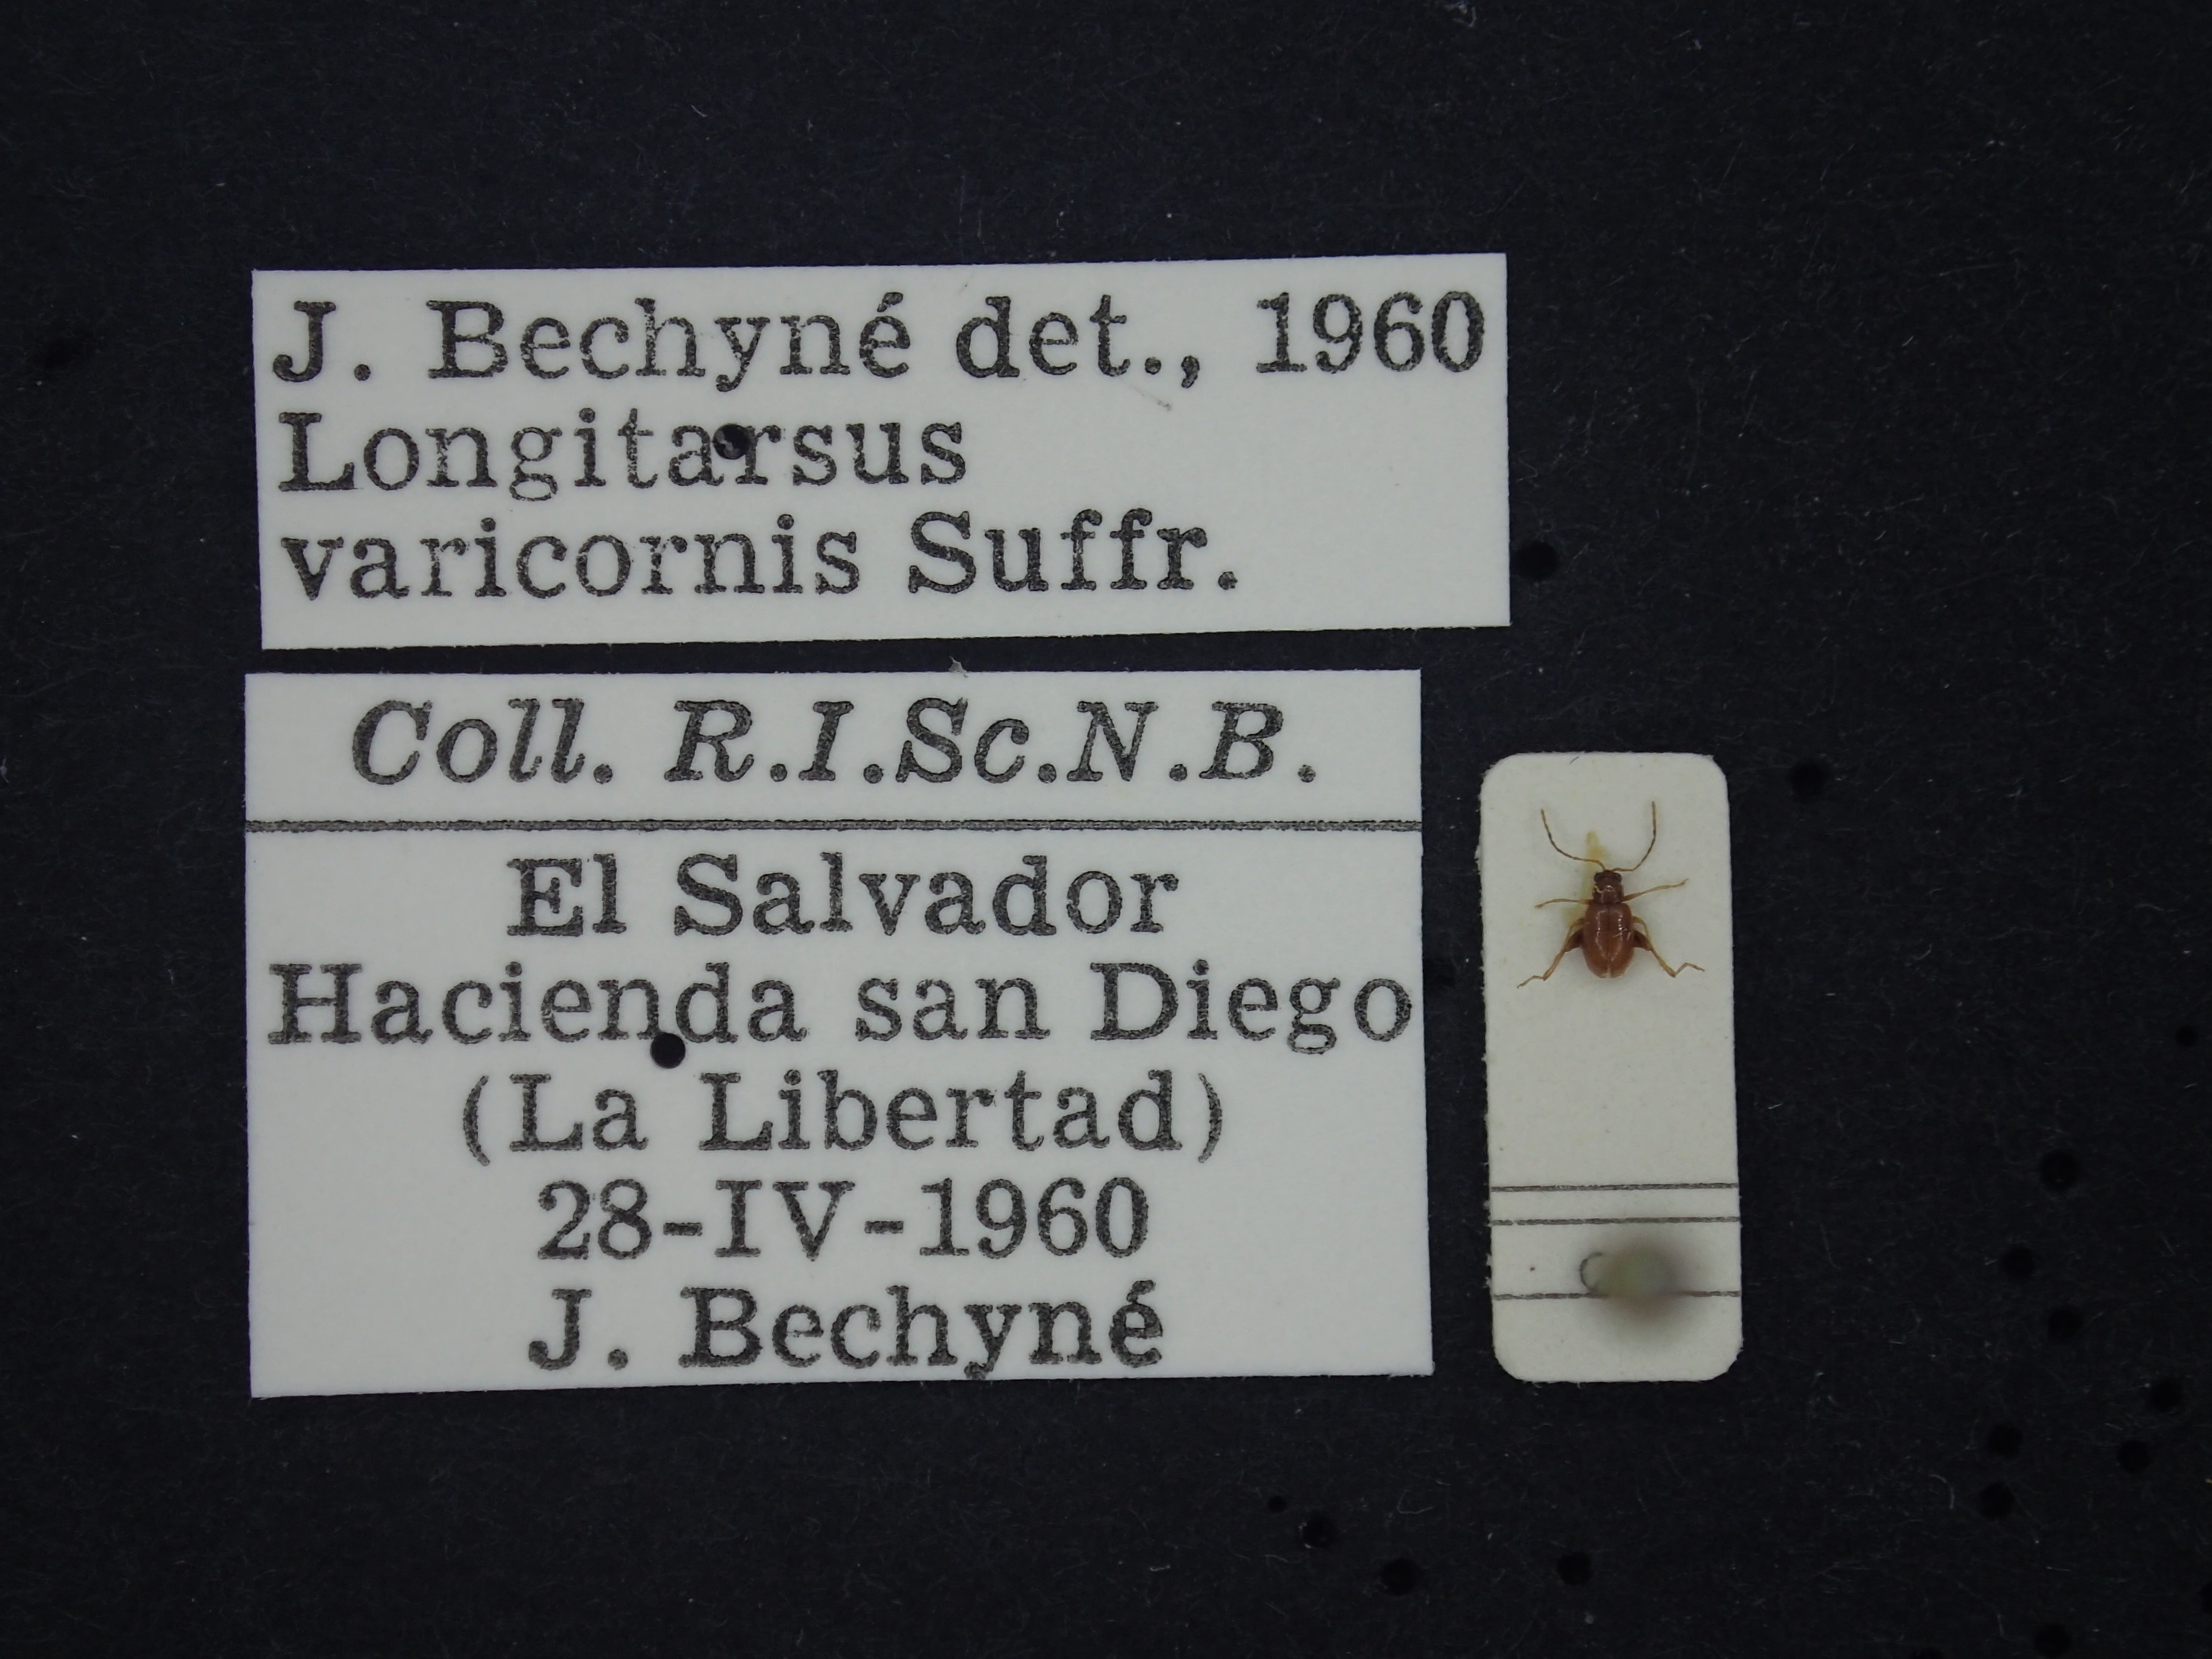 J. Bechyné det., 1960
Longitarsus
varicornis Suffr.
Coll. R.I.Sc.N.B.
El Salvador
Hacienda san Diego
(La Libertad)
28-IV-1960
J. Bechyné